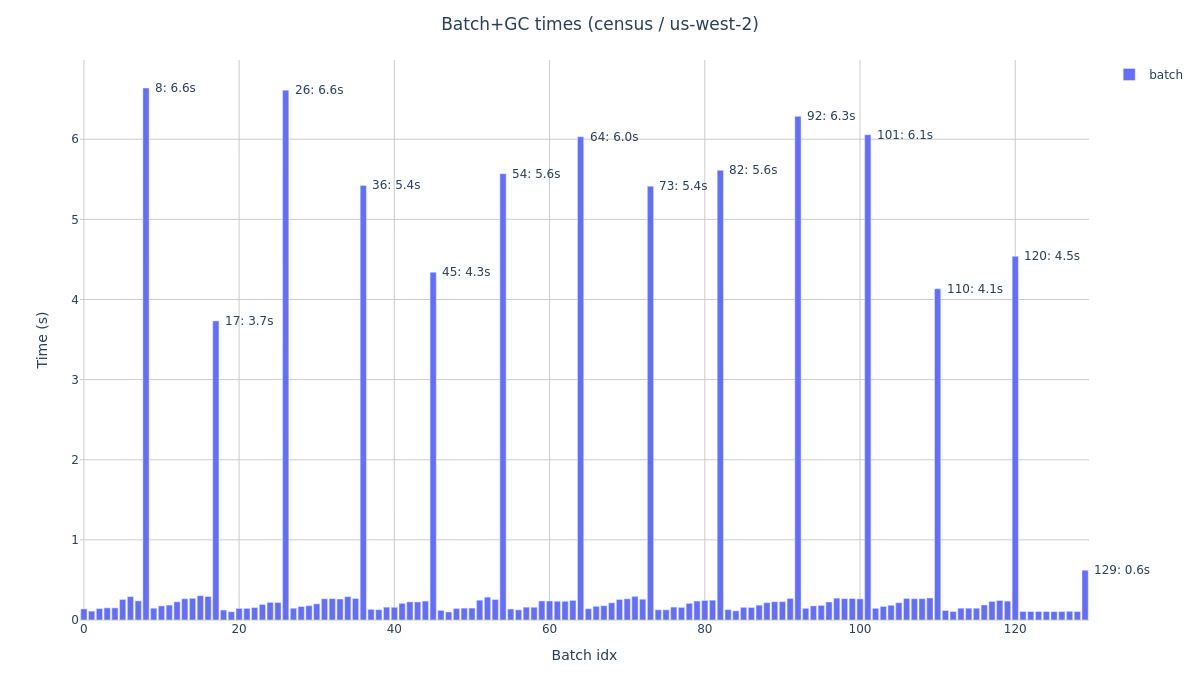 Batch+GC times (census / us-west-2)
batch
8: 6.6s
26: 6.6s
92: 6.3s
101: 6.1s
64: 6.0s
54: 5.6s
82: 5.6s
36: 5.4s
73: 5.4s
45: 4.3s
120: 4.5s
110: 4.1s
17: 3.7s
129: 0.6s
6
5
4
3
2
1
0
Time (s)
0 20 40 60 80 100 120
Batch idx